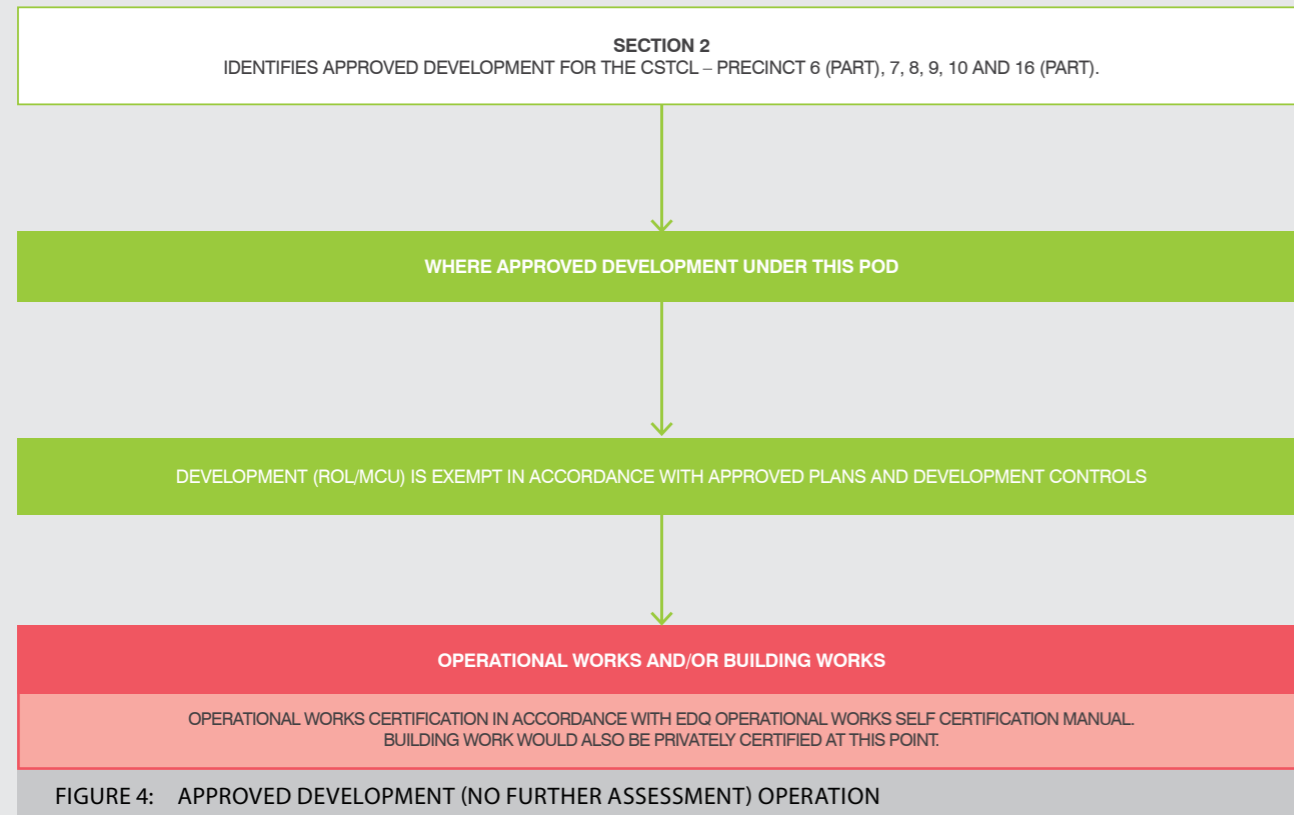 SECTION 2
IDENTIFIES APPROVED DEVELOPMENT FOR THE CSTCL – PRECINCT 6 (PART), 7, 8, 9, 10 AND 16 (PART).
WHERE APPROVED DEVELOPMENT UNDER THIS POD
DEVELOPMENT (ROL/MCU) IS EXEMPT IN ACCORDANCE WITH APPROVED PLANS AND DEVELOPMENT CONTROLS
OPERATIONAL WORKS AND/OR BUILDING WORKS
OPERATIONAL WORKS CERTIFICATION IN ACCORDANCE WITH EDQ OPERATIONAL WORKS SELF CERTIFICATION MANUAL.
BUILDING WORK WOULD ALSO BE PRIVATELY CERTIFIED AT THIS POINT.
FIGURE 4: APPROVED DEVELOPMENT (NO FURTHER ASSESSMENT) OPERATION